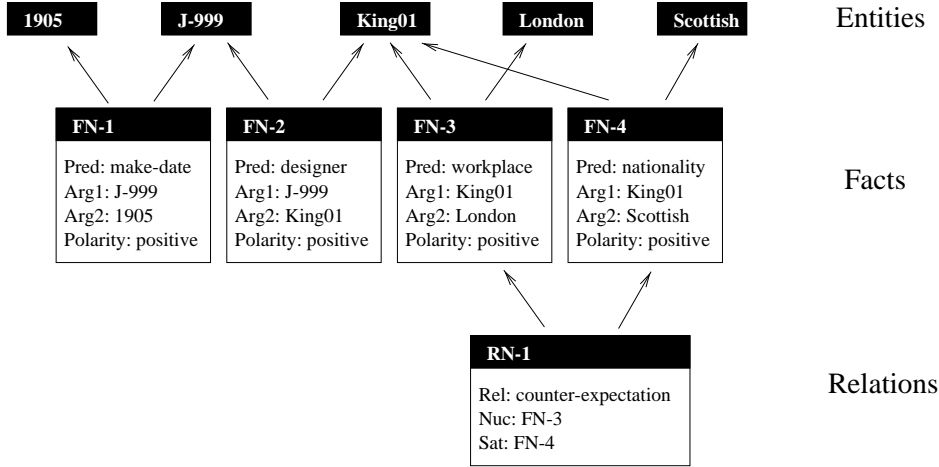 1905
J-999
King01
London
Scottish
Entities
FN-1
Pred: make-date
Arg1: J-999
Arg2: 1905
Polarity: positive
FN-2
Pred: designer
Arg1: J-999
Arg2: King01
Polarity: positive
FN-3
Pred: workplace
Arg1: King01
Arg2: London
Polarity: positive
FN-4
Pred: nationality
Arg1: King01
Arg2: Scottish
Polarity: positive
Facts
RN-1
Rel: counter-expectation
Nuc: FN-3
Sat: FN-4
Relations